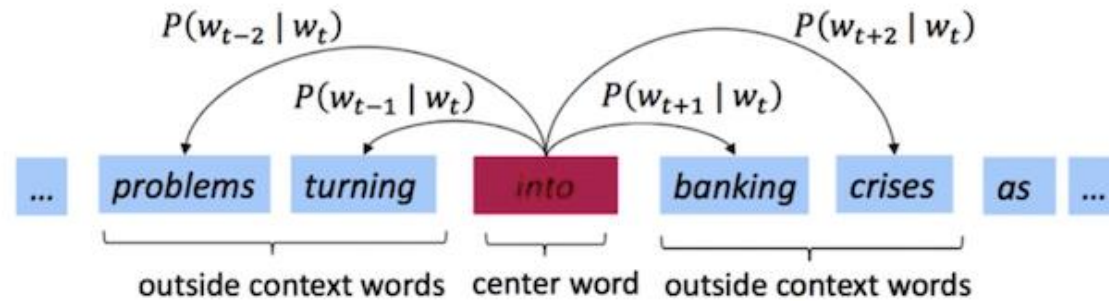 P(w_{t-2} | w_t) P(w_{t+2} | w_t)
P(w_{t-1} | w_t) P(w_{t+1} | w_t)
... problems turning into banking crises as ...
outside context words center word outside context words